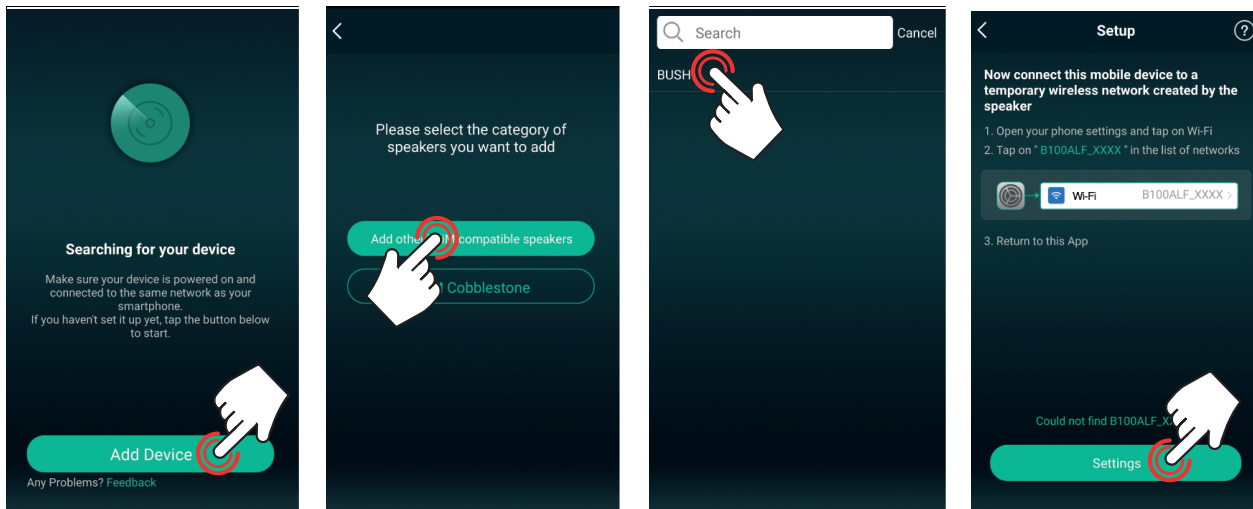 Searching for your device
Make sure your device is powered on and
connected to the same network as your
smartphone.
If you haven't set it up yet, tap the button below
to start.
Add Device
Any Problems? Feedback
Please select the category of
speakers you want to add
Add compatible speakers
Cobblestone
Search Cancel
BUSH
Setup
Now connect this mobile device to a
temporary wireless network created by the
speaker
1. Open your phone settings and tap on Wi-Fi
2. Tap on " B100ALF_XXXX " in the list of networks
Wi-Fi B100ALF_XXXX >
3. Return to this App
Could not find
Settings